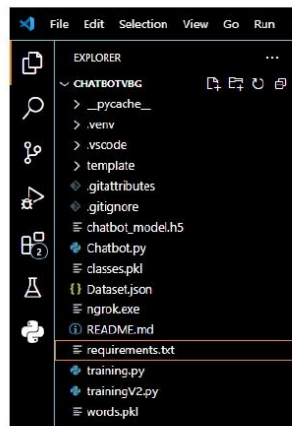 File Edit Selection View Go Run
EXPLORER ...
CHATBOTVBG
__pycache__
.venv
.vscode
template
.gitattributes
.gitignore
chatbot_model.h5
Chatbot.py
classes.pkl
{} Dataset.json
ngrok.exe
README.md
requirements.txt
training.py
trainingV2.py
words.pkl
2